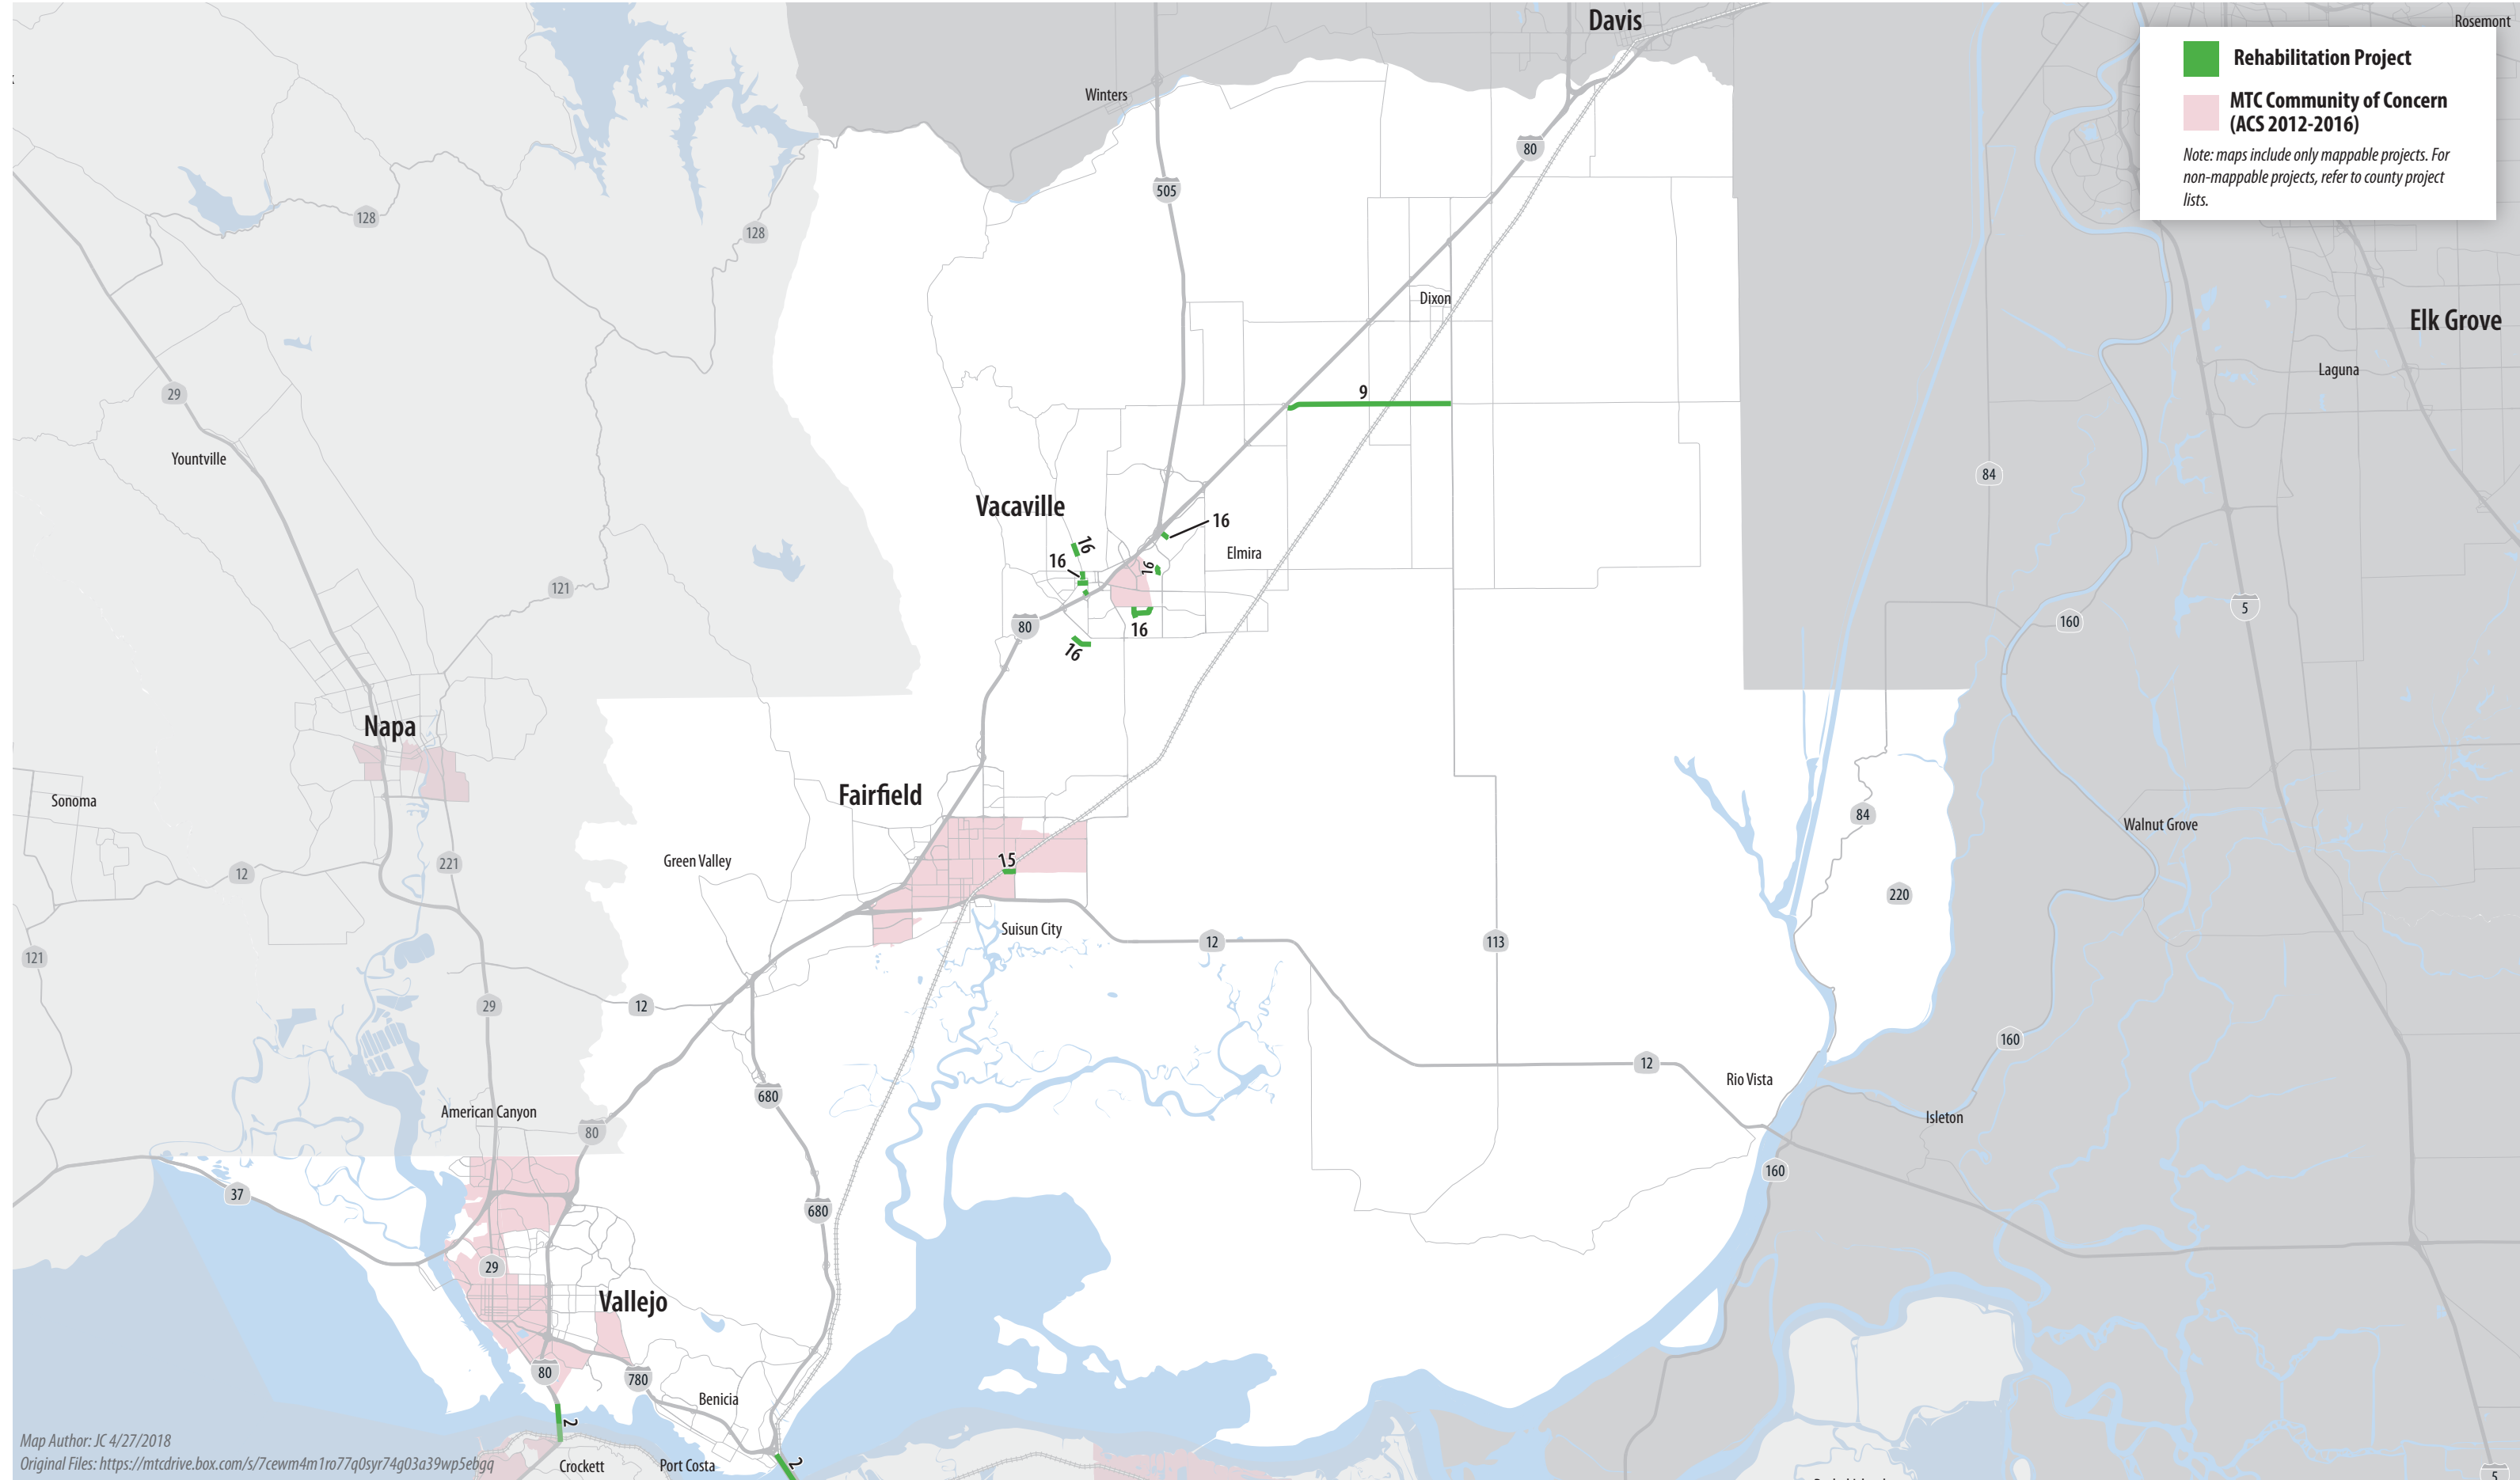 Davis
Rosemont
Rehabilitation Project
MTC Community of Concern
(ACS 2012-2016)
Note: maps include only mappable projects. For
non-mappable projects, refer to county project
lists.
Winters
80
505
128
128
Dixon
Elk Grove
Laguna
29
9
Yountville
84
Vacaville
16
16
16
Elmira
16
121
5
160
80
16
16
Napa
Fairfield
Sonoma
84
Walnut Grove
15
Green Valley
221
12
220
Suisun City
12
113
121
12
29
160
12
Rio Vista
680
American Canyon
Isleton
80
160
37
680
29
Vallejo
80
780
Benicia
2
Map Author: JC 4/27/2018
Original Files: https://mtcdrive.box.com/s/7cewm4m1ro77q0syr74g03a39wp5ebgq
Crockett
Port Costa
2
5